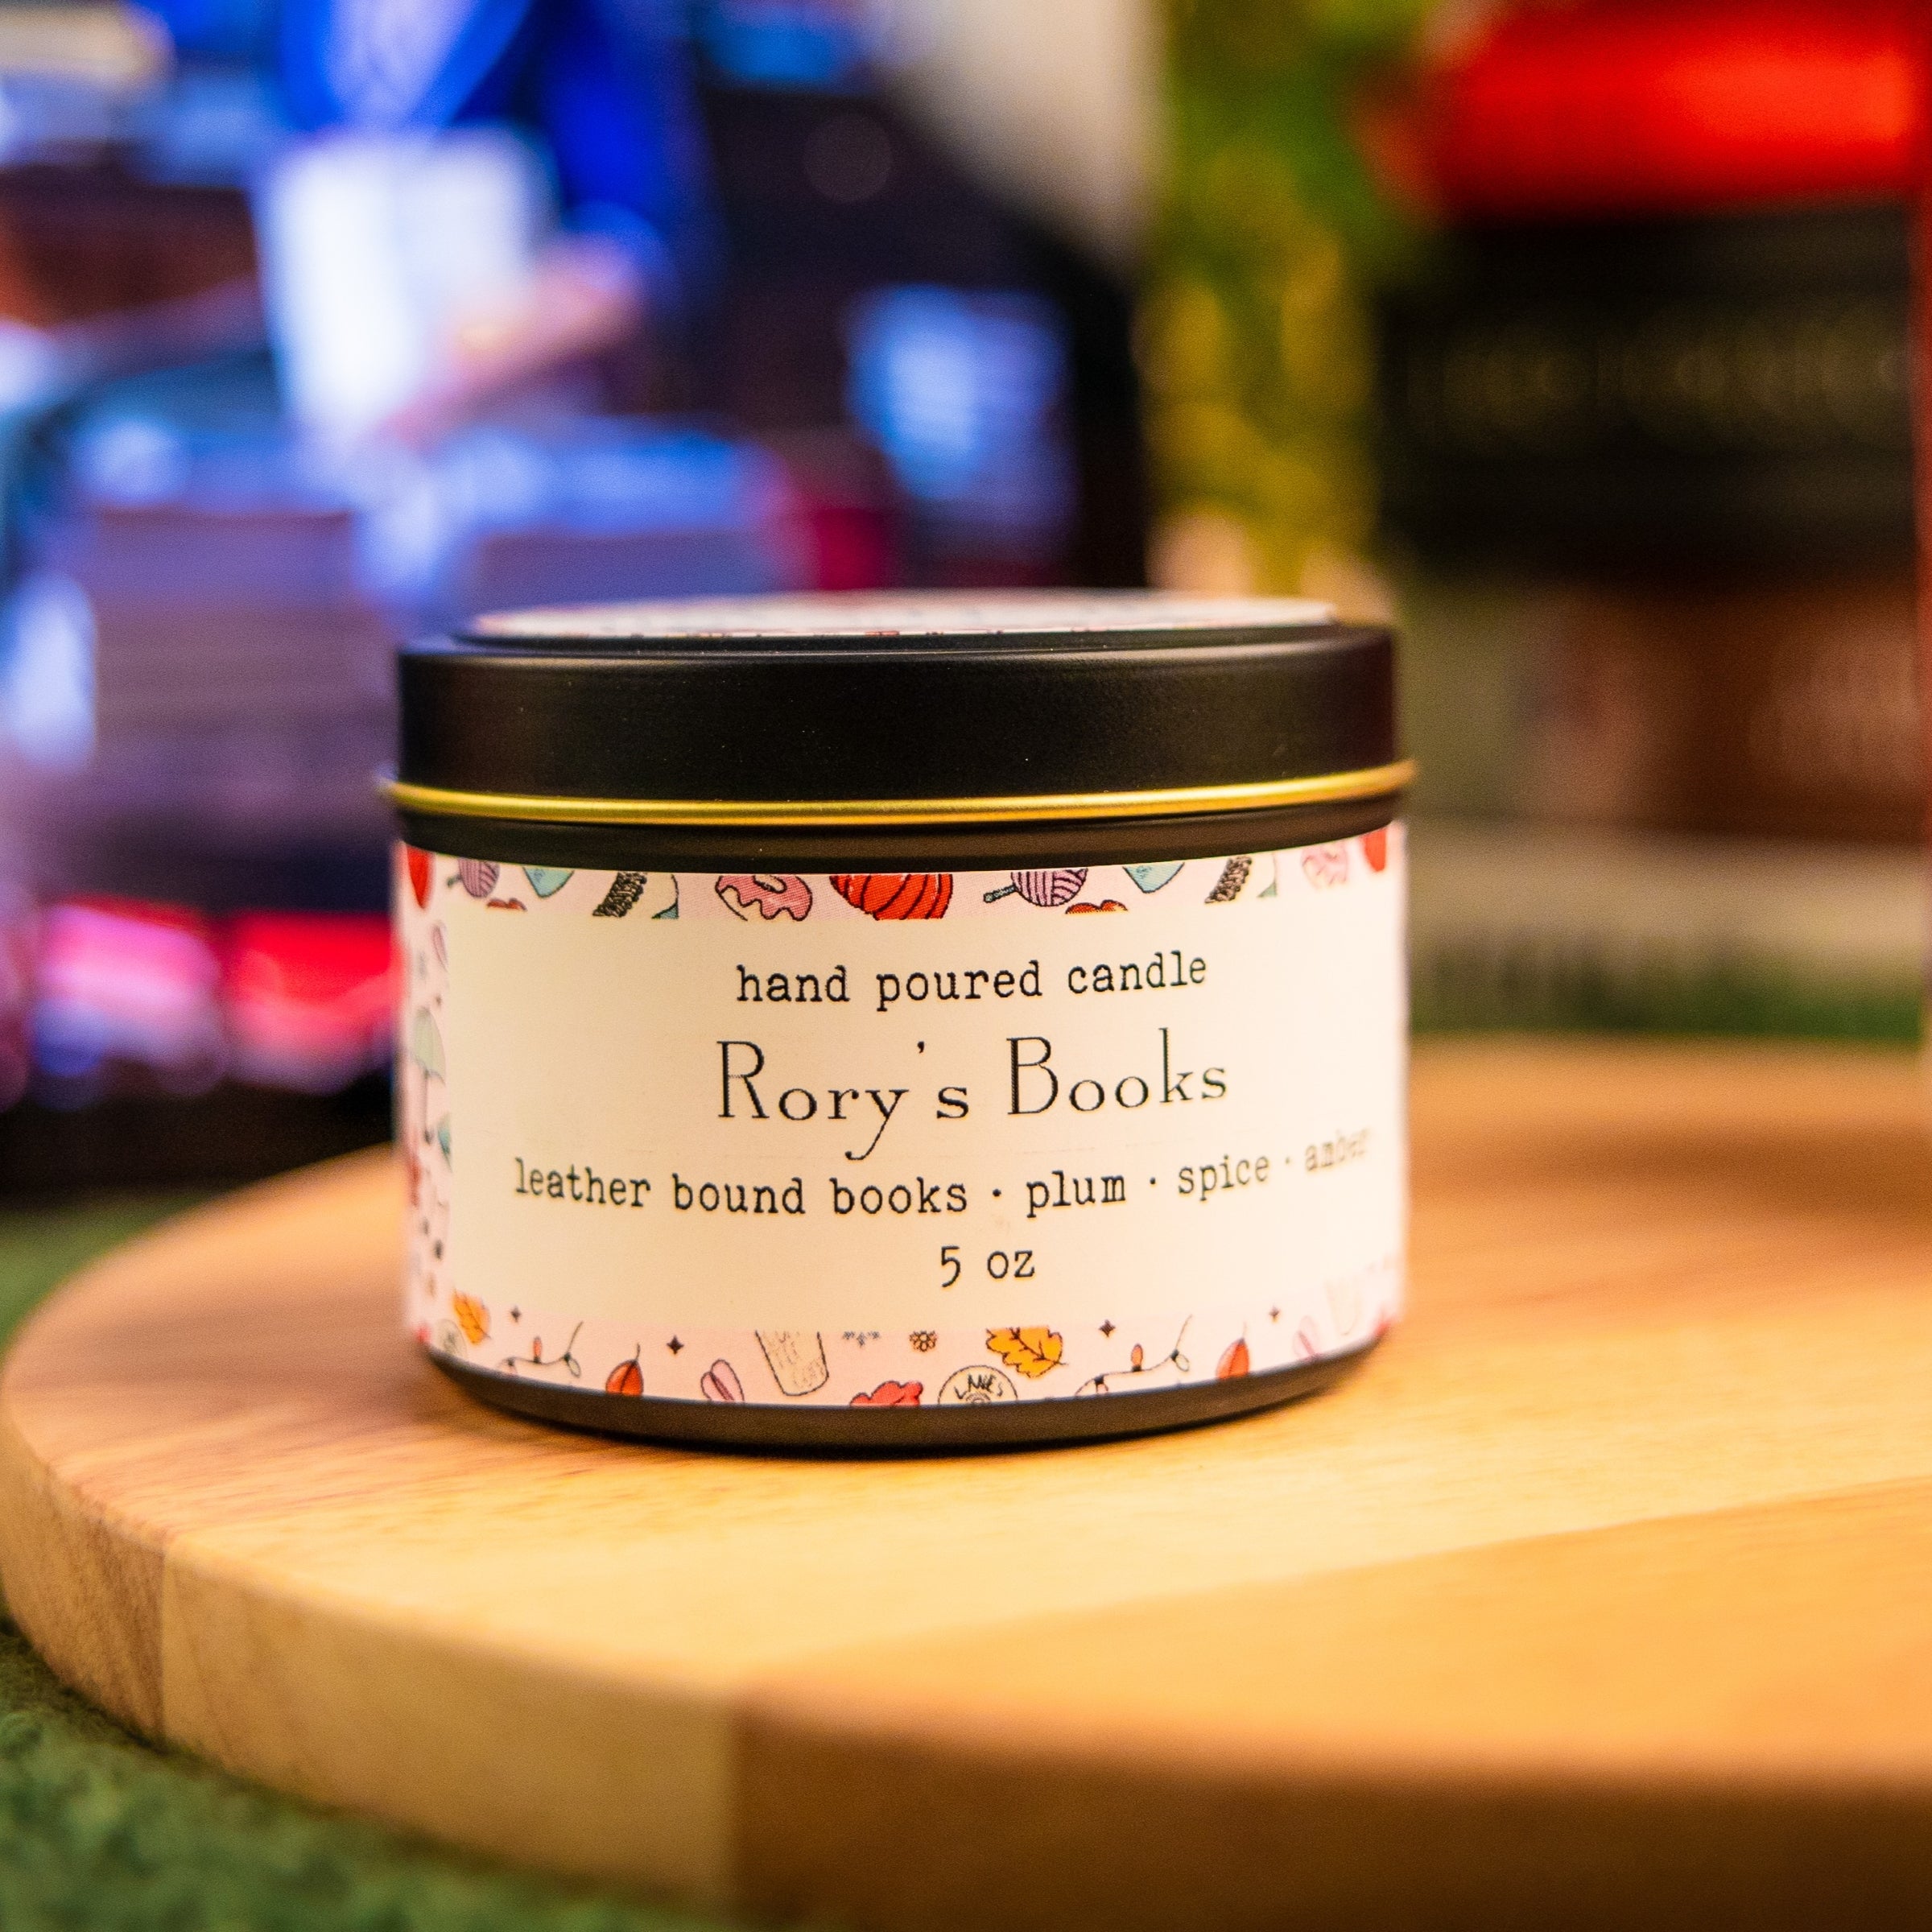 hand poured candle
Rory's Books
leather bound books · plum · spice · amber
5 oz